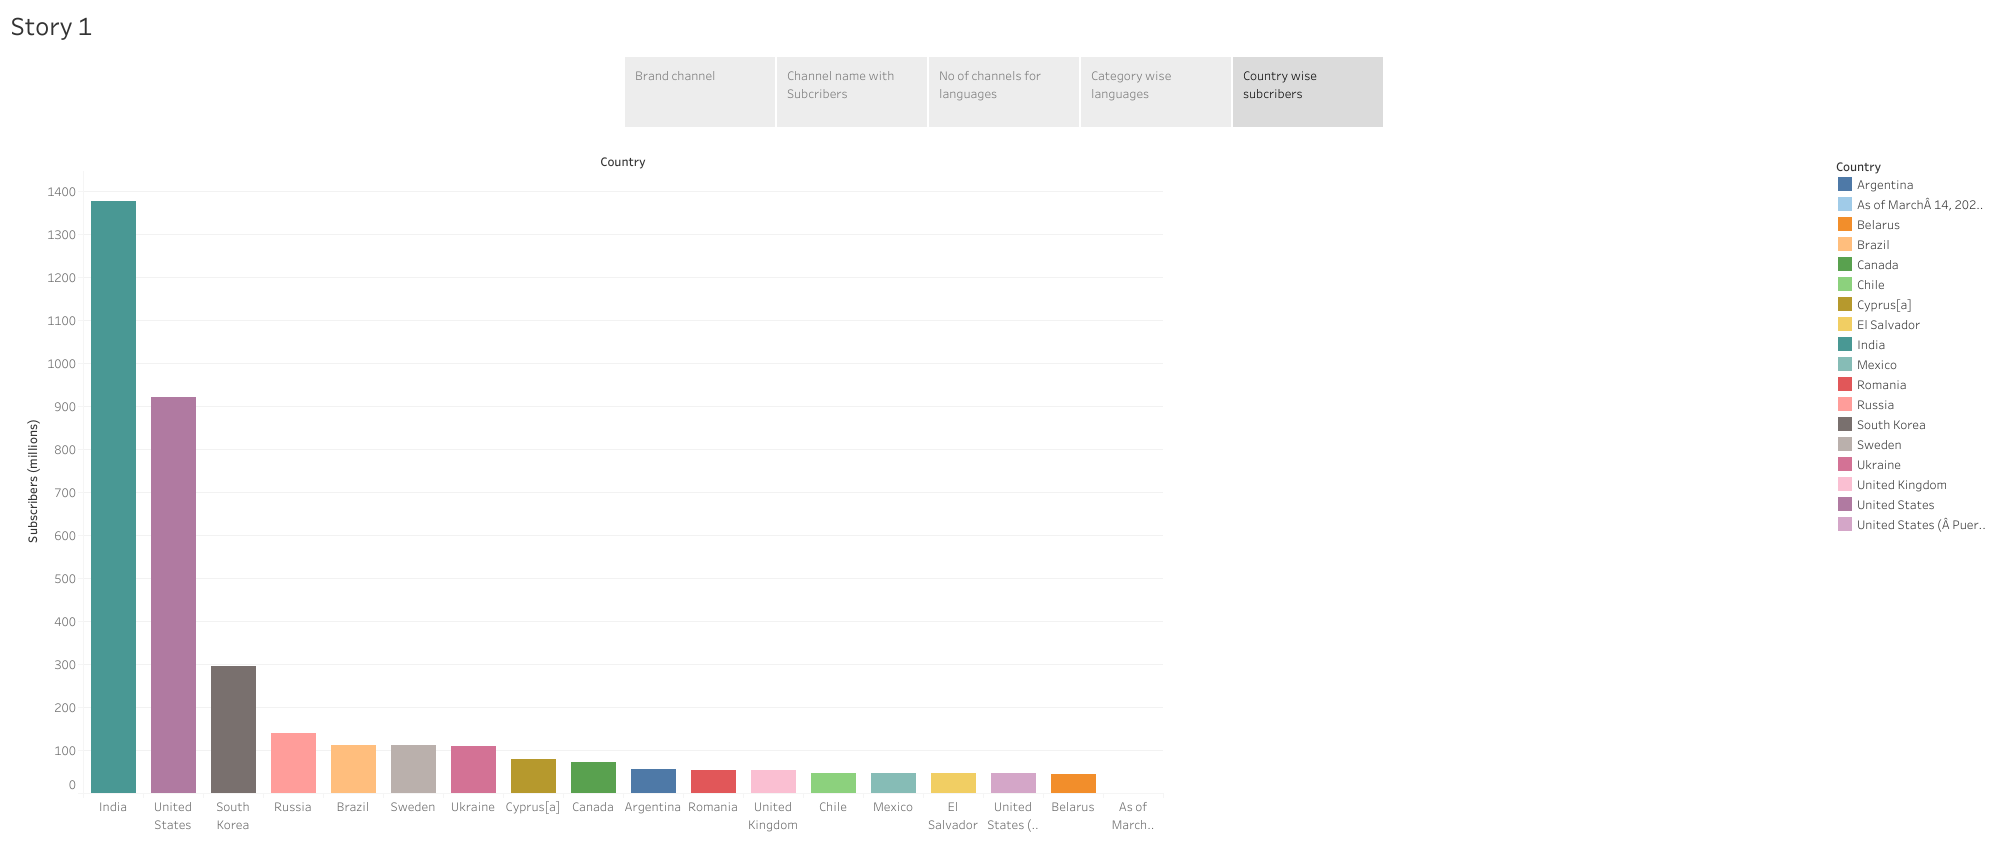 Story 1
Brand channel
Channel name with
Subcribers
No of channels for
languages
Category wise
languages
Country wise
subcribers
Country
1400
1300
1200
1100
1000
900
800
700
600
500
400
300
200
100
0
Subscribers (millions)
India
United
States
South
Korea
Russia
Brazil
Sweden
Ukraine
Cyprus[a]
Canada
Argentina
Romania
United
Kingdom
Chile
Mexico
El
Salvador
United
States (..
Belarus
As of
March..
Country
Argentina
As of MarchÂ 14, 202..
Belarus
Brazil
Canada
Chile
Cyprus[a]
El Salvador
India
Mexico
Romania
Russia
South Korea
Sweden
Ukraine
United Kingdom
United States
United States (Â Puer..